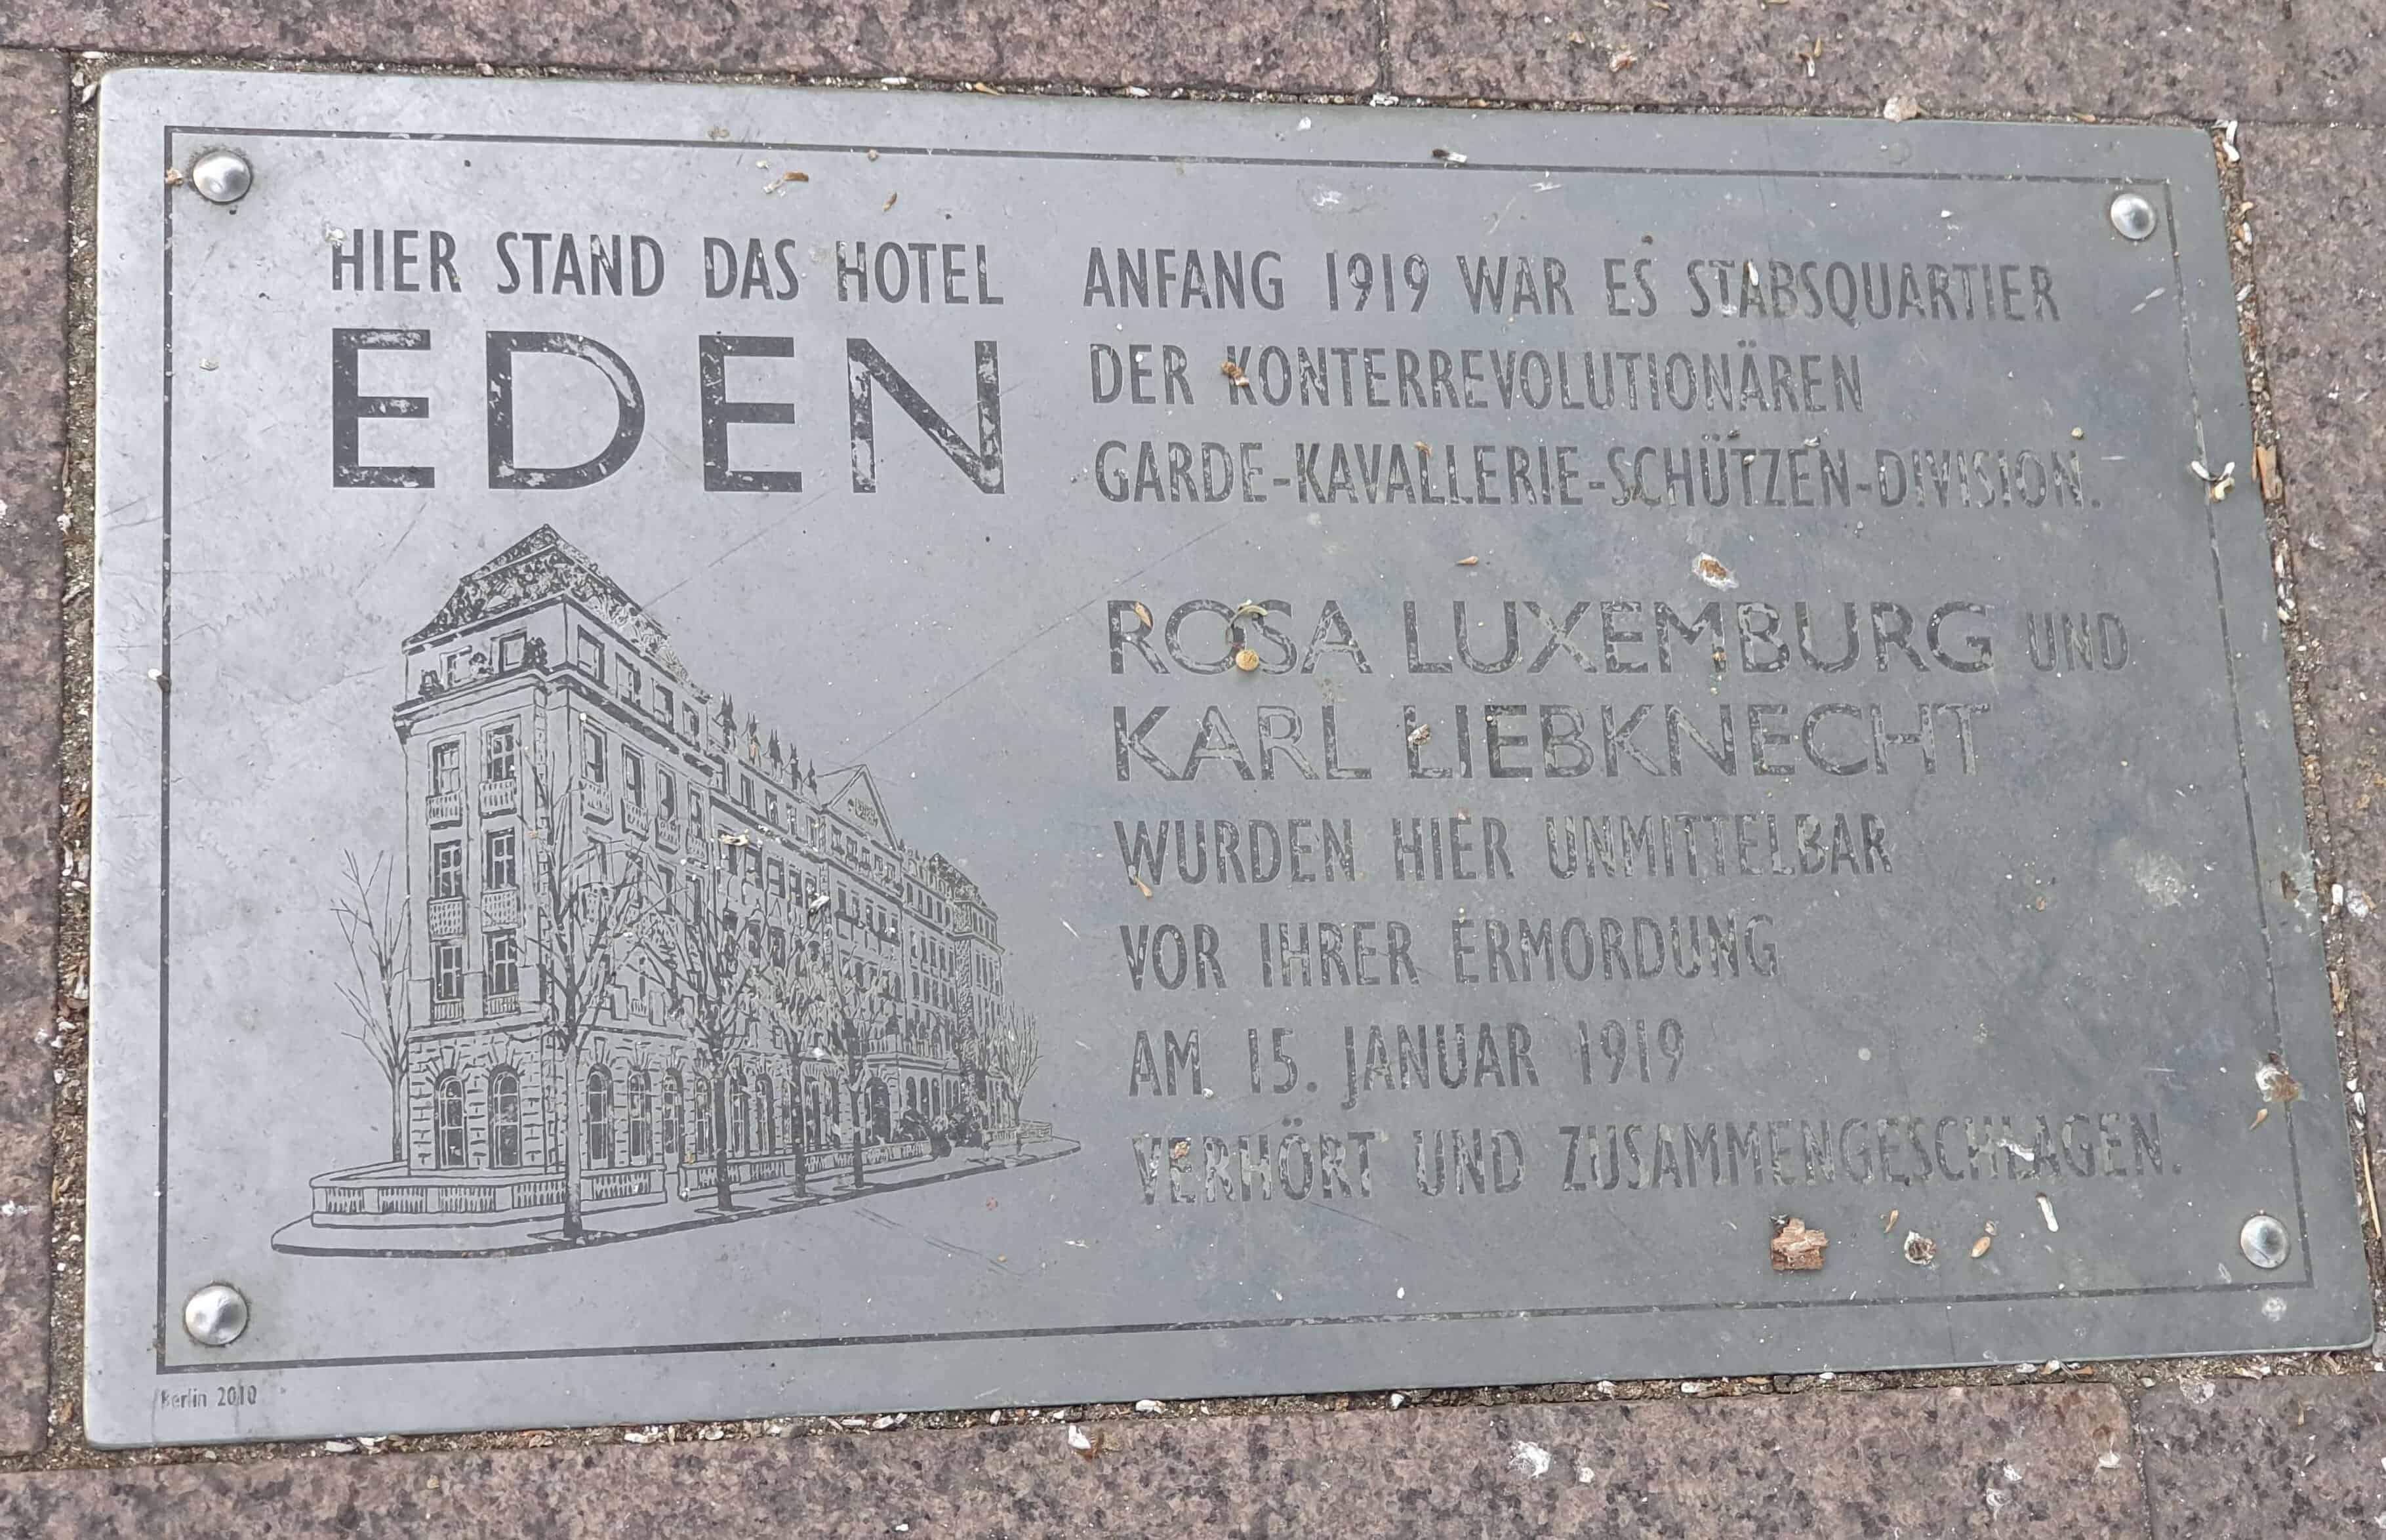 HIER STAND DAS HOTEL
EDEN
ANFANG 1919 WAR ES STABSQUARTIER
DER KONTERREVOLUTIONÄREN
GARDE-KAVALLERIE-SCHÜTZEN-DIVISION.
ROSA LUXEMBURG UND
KARL LIEBKNECHT
WURDEN HIER UNMITTELBAR
VOR IHRER ERMORDUNG
AM 15. JANUAR 1919
VERHÖRT UND ZUSAMMENGESCHLAGEN.
Berlin 2010